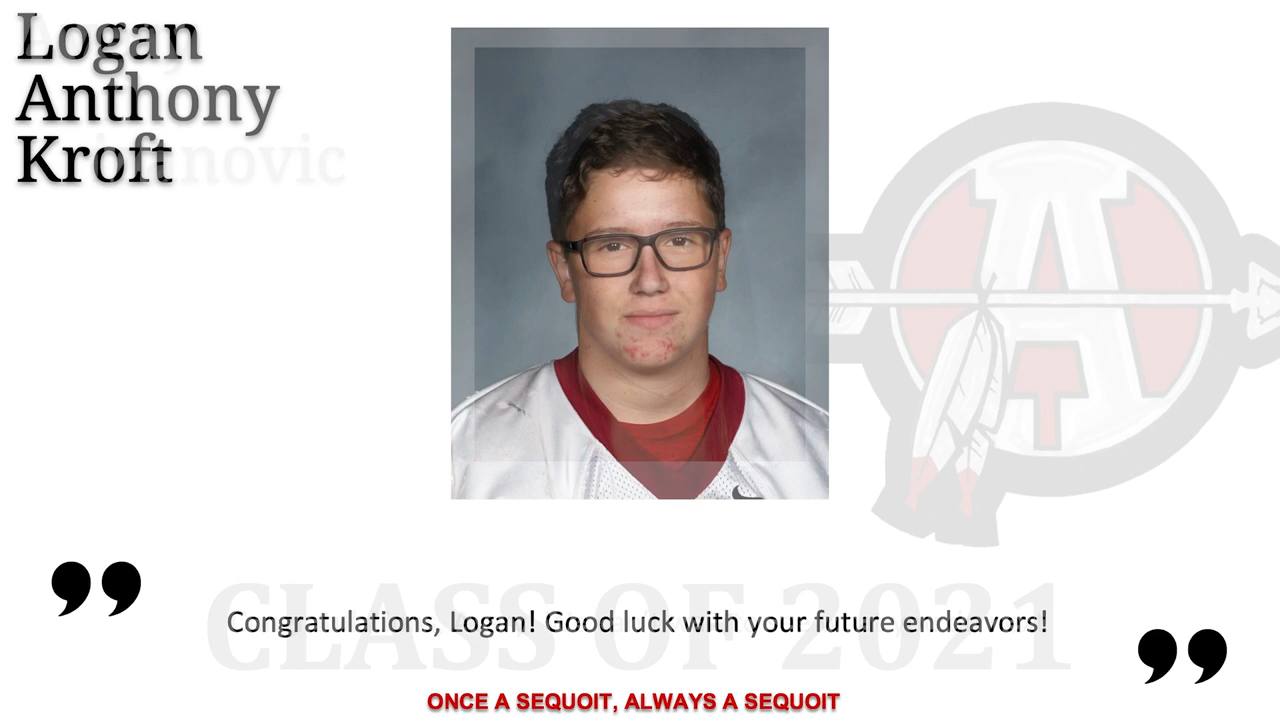 Logan
Anthony
Kroft
A
CLASS OF 2021
Congratulations, Logan! Good luck with your future endeavors!
ONCE A SEQUOIT, ALWAYS A SEQUOIT